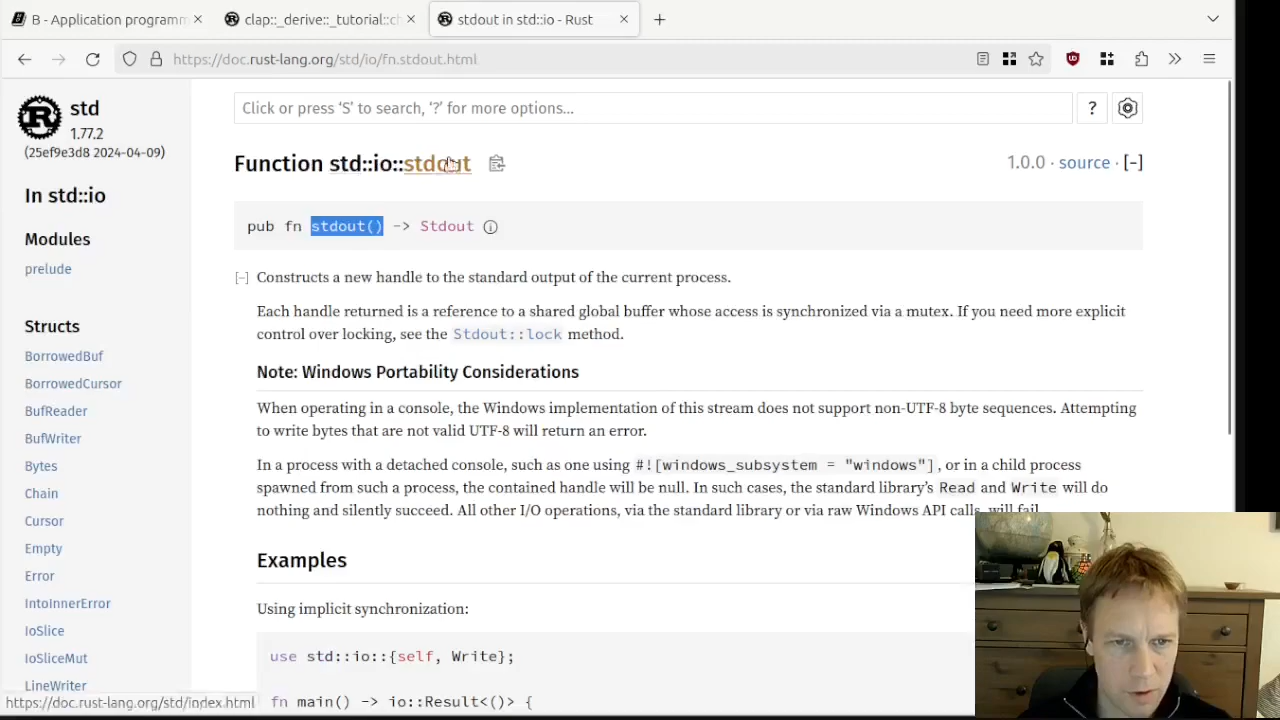 B - Application programm
clap::_derive::_tutorial::ch
stdout in std::io - Rust
https://doc.rust-lang.org/std/io/fn.stdout.html
std
1.77.2
(25ef9e3d8 2024-04-09)
In std::io
Modules
prelude
Structs
BorrowedBuf
BorrowedCursor
BufReader
BufWriter
Bytes
Chain
Cursor
Empty
Error
IntoInnerError
IoSlice
IoSliceMut
LineWriter
https://doc.rust-lang.org/std/index.html
Click or press ‘S’ to search, ‘?’ for more options…
?
Function std::io::stdout
1.0.0 · source · [-]
pub fn stdout() -> Stdout ⓘ
[-] Constructs a new handle to the standard output of the current process.
Each handle returned is a reference to a shared global buffer whose access is synchronized via a mutex. If you need more explicit
control over locking, see the Stdout::lock method.
Note: Windows Portability Considerations
When operating in a console, the Windows implementation of this stream does not support non-UTF-8 byte sequences. Attempting
to write bytes that are not valid UTF-8 will return an error.
In a process with a detached console, such as one using #![windows_subsystem = "windows"], or in a child process
spawned from such a process, the contained handle will be null. In such cases, the standard library’s Read and Write will do
nothing and silently succeed. All other I/O operations, via the standard library or via raw Windows API calls, will fail.
Examples
Using implicit synchronization:
use std::io::{self, Write};
fn main() -> io::Result<()> {